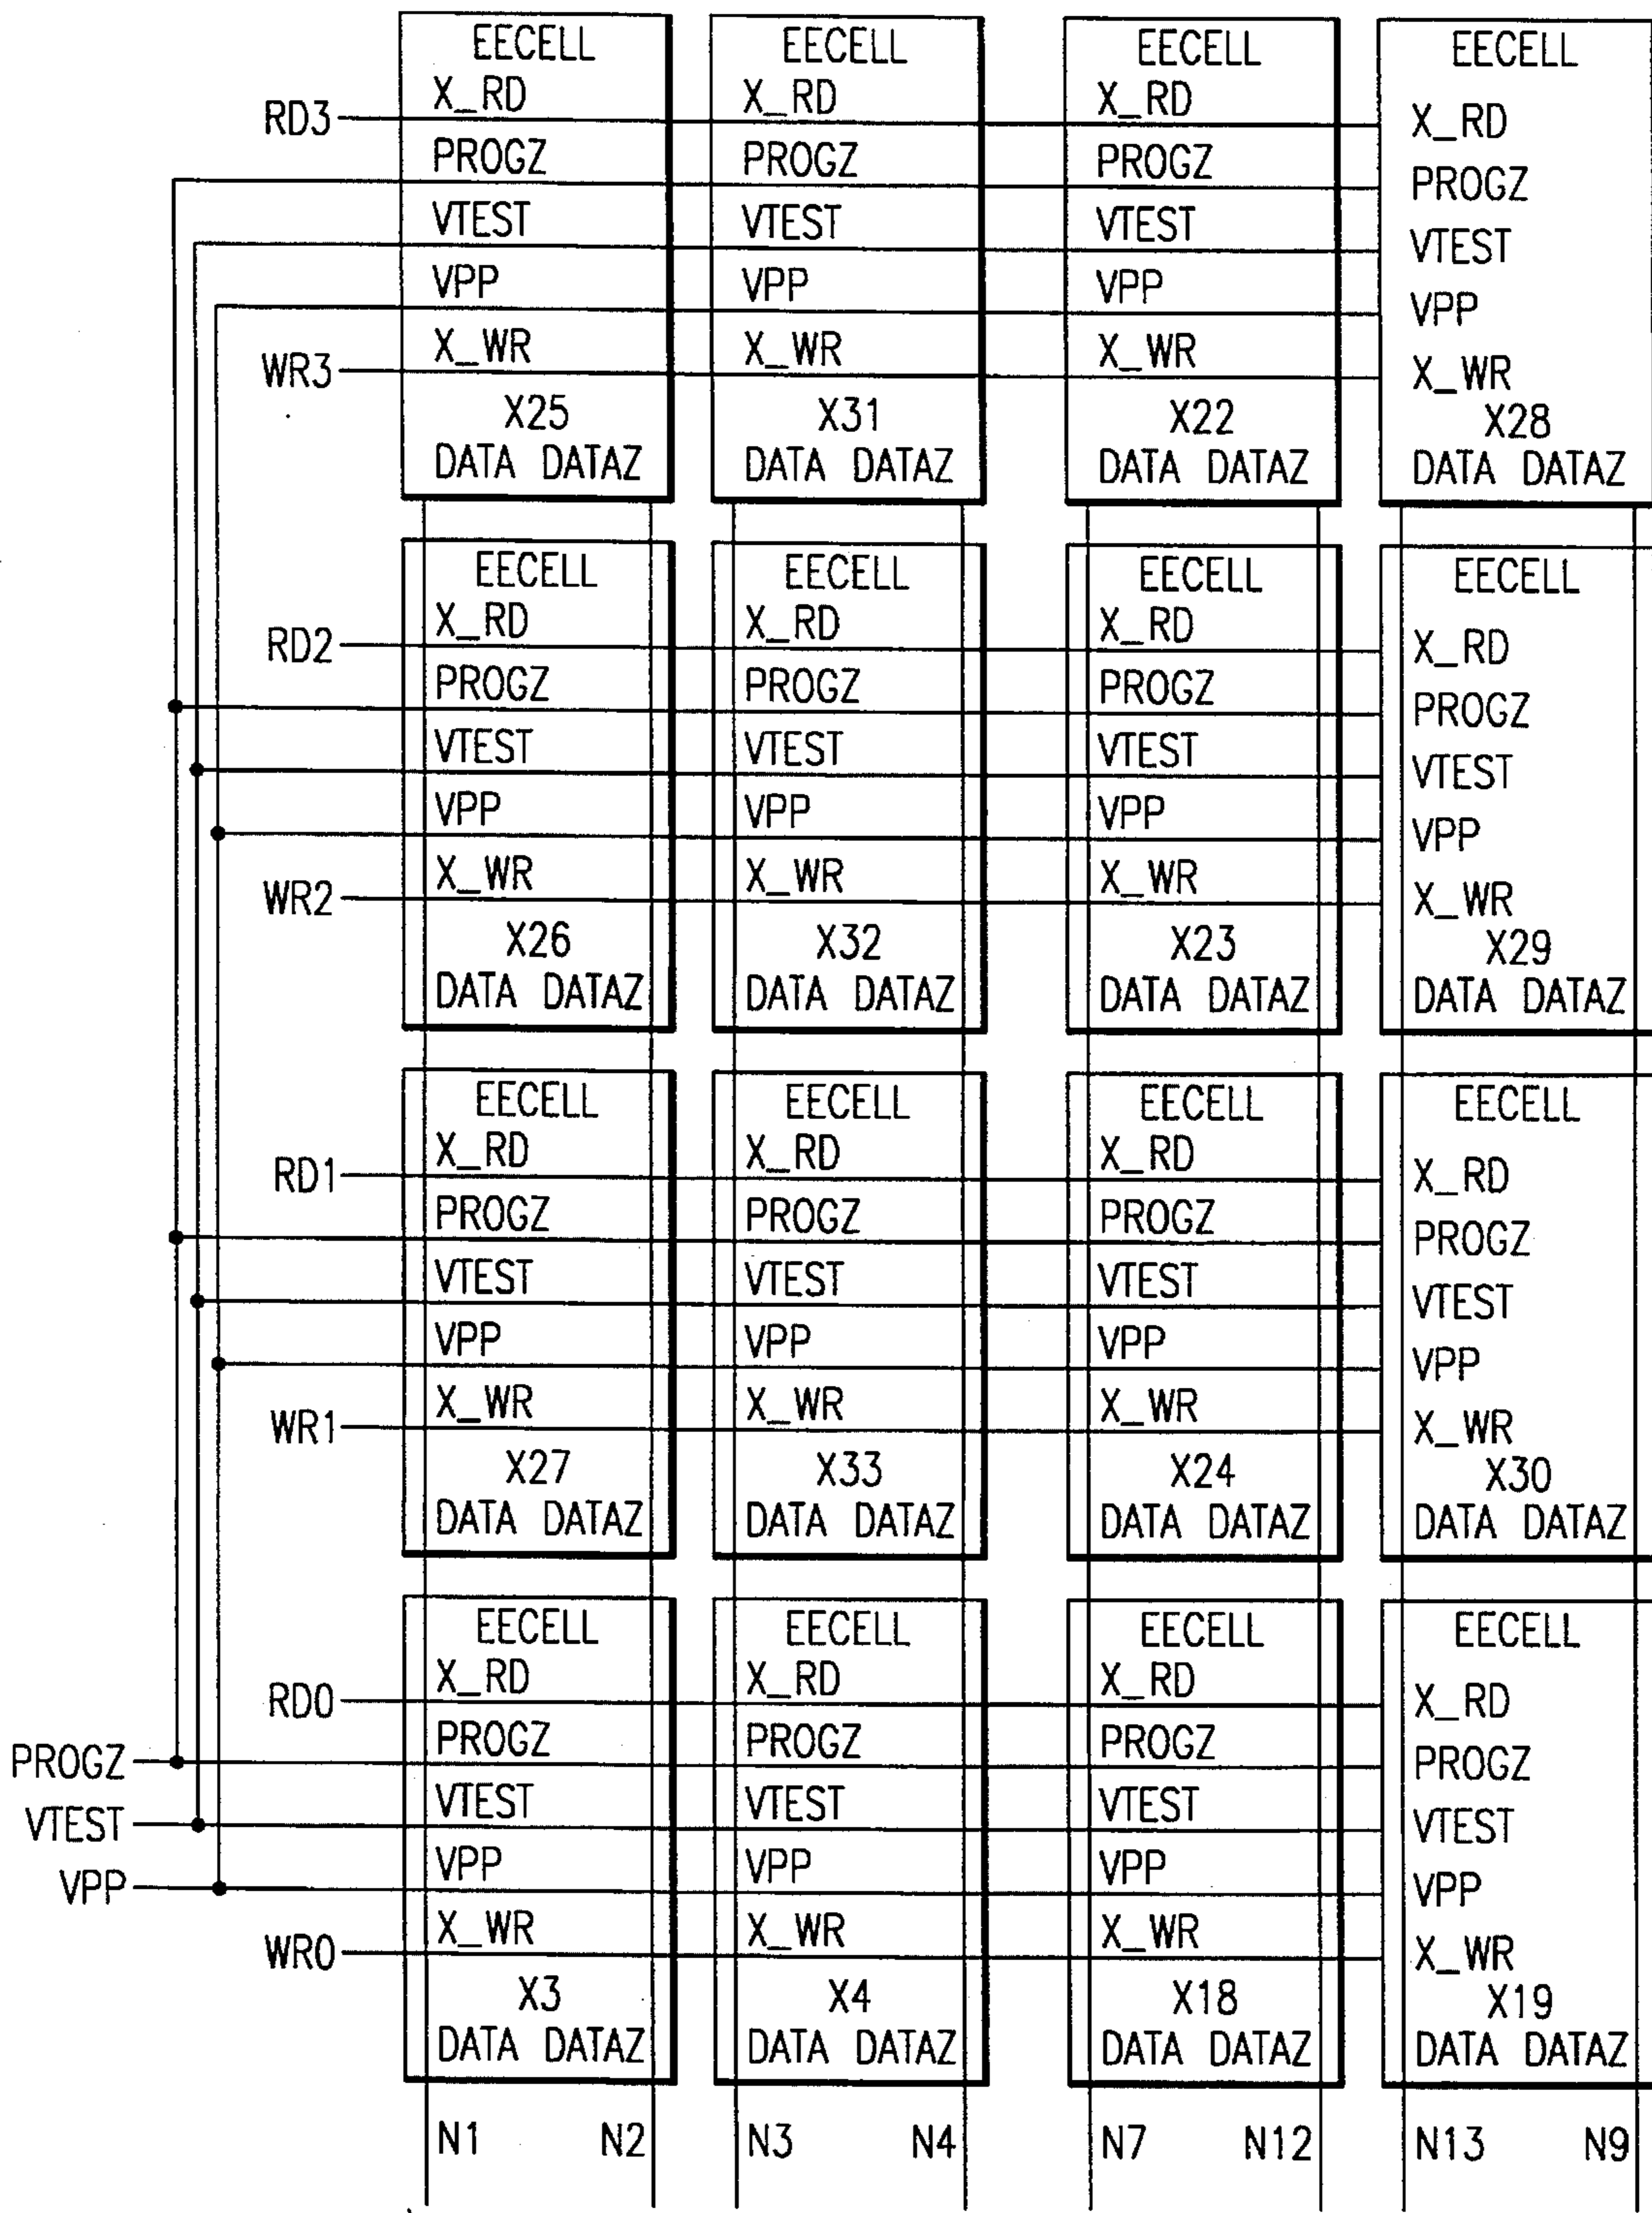 EECELL EECELL EECELL EECELL
RD3 X_RD X_RD X_RD X_RD
PROGZ PROGZ PROGZ PROGZ
VTEST VTEST VTEST VTEST
VPP VPP VPP VPP
WR3 X_WR X_WR X_WR X_WR
X25 X31 X22 X28
DATA DATAZ DATA DATAZ DATA DATAZ DATA DATAZ
EECELL EECELL EECELL EECELL
RD2 X_RD X_RD X_RD X_RD
PROGZ PROGZ PROGZ PROGZ
VTEST VTEST VTEST VTEST
VPP VPP VPP VPP
WR2 X_WR X_WR X_WR X_WR
X26 X32 X23 X29
DATA DATAZ DATA DATAZ DATA DATAZ DATA DATAZ
EECELL EECELL EECELL EECELL
RD1 X_RD X_RD X_RD X_RD
PROGZ PROGZ PROGZ PROGZ
VTEST VTEST VTEST VTEST
VPP VPP VPP VPP
WR1 X_WR X_WR X_WR X_WR
X27 X33 X24 X30
DATA DATAZ DATA DATAZ DATA DATAZ DATA DATAZ
EECELL EECELL EECELL EECELL
RD0 X_RD X_RD X_RD X_RD
PROGZ PROGZ PROGZ PROGZ PROGZ
VTEST VTEST VTEST VTEST VTEST
VPP VPP VPP VPP VPP
WR0 X_WR X_WR X_WR X_WR
X3 X4 X18 X19
DATA DATAZ DATA DATAZ DATA DATAZ DATA DATAZ
N1 N2 N3 N4 N7 N12 N13 N9